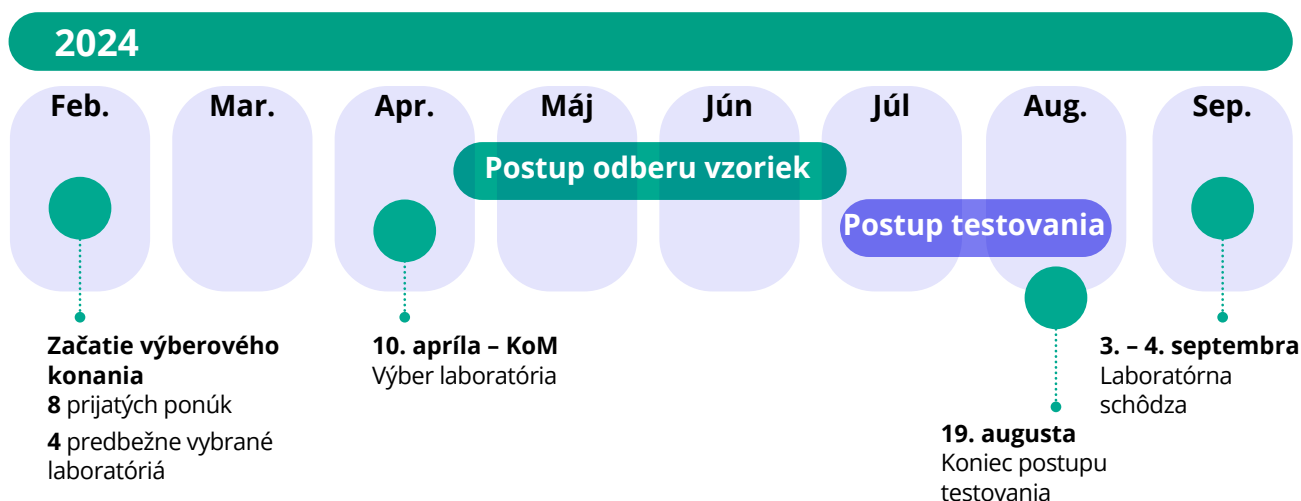 2024
Feb.
Mar.
Apr.
Máj
Jún
Júl
Aug.
Sep.
Postup odberu vzoriek
Postup testovania
Začatie výberového
konania
8 prijatých ponúk
4 predbežne vybrané
laboratóriá
10. apríla – KoM
Výber laboratória
19. augusta
Koniec postupu
testovania
3. – 4. septembra
Laboratórna
schôdza